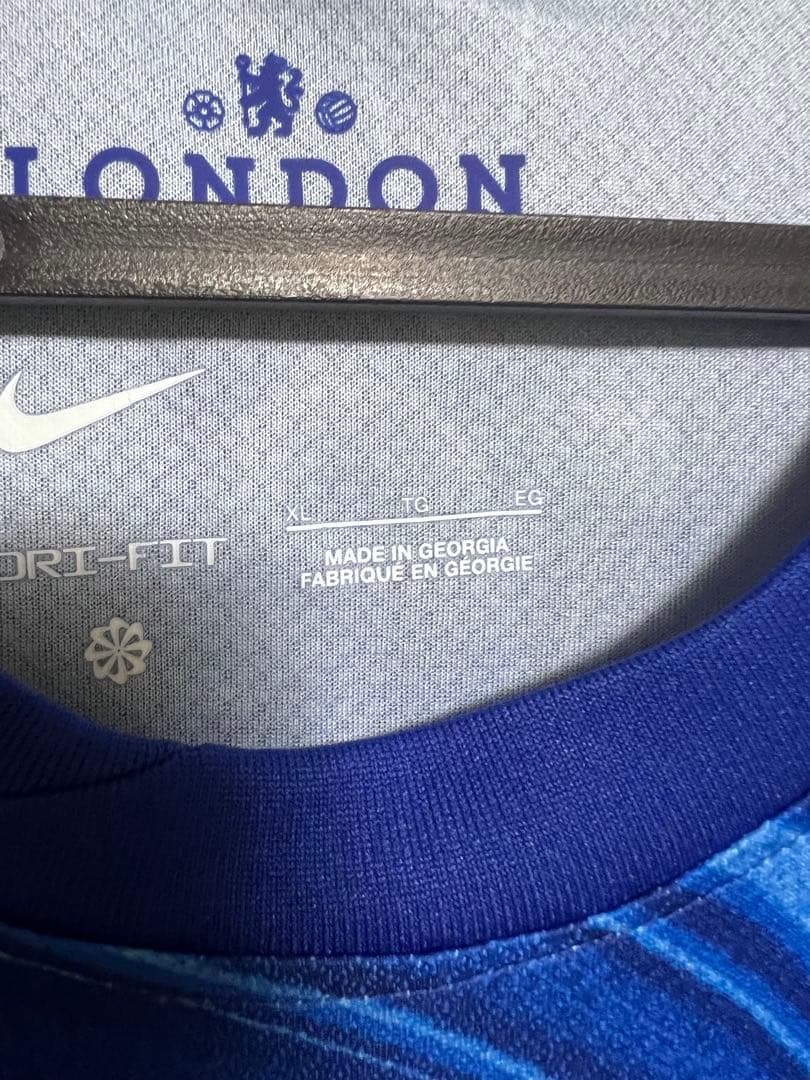 LONDON
XL TG EG
DRI-FIT
MADE IN GEORGIA
FABRIQUÉ EN GÉORGIE